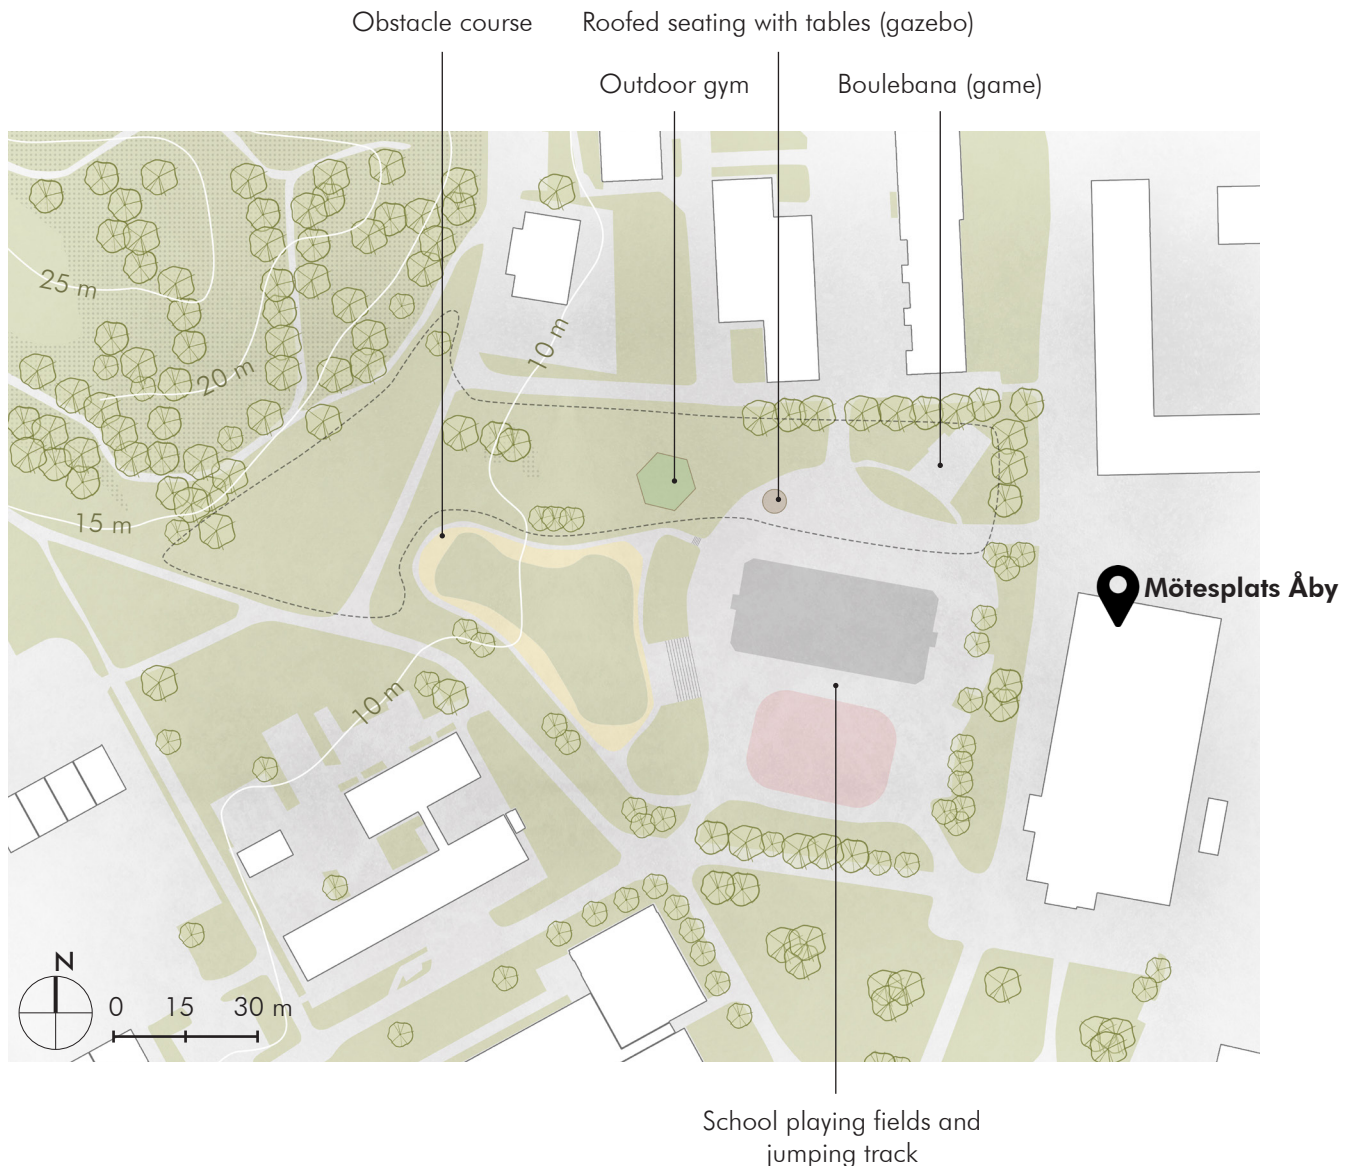 Obstacle course
Roofed seating with tables (gazebo)
Outdoor gym
Boulebana (game)
25 m
20 m
10 m
15 m
Mötesplats Åby
10 m
N
0 15 30 m
School playing fields and
jumping track